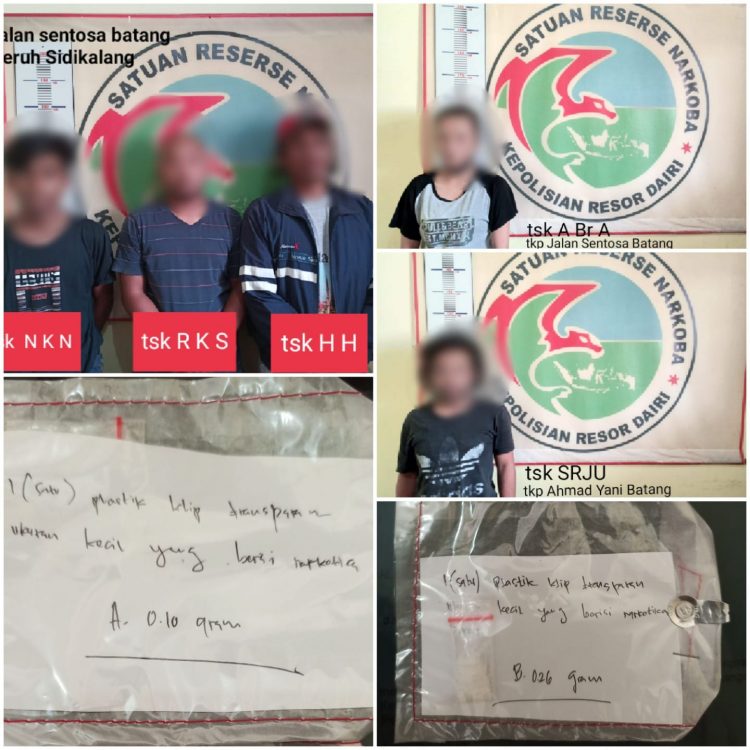 alan sentosa batang
eruh Sidikalang
SATUAN RESERSE NA
KEPOLISIAN
k N K N
tsk R K S
tsk H H
SATUAN RESERSE NARKOBA
KEPOLISIAN RESOR DAIRI
tsk A Br A
tkp Jalan Sentosa Batang
SATUAN RESERSE NARKOBA
KEPOLISIAN RESOR DAIRI
tsk SRJU
tkp Ahmad Yani Batang
1 (satu) plastik klip transparan
ukuran kecil yang berisi narkotika
A. 0.10 gram
1 (satu) plastik klip transparan
kecil yang berisi narkotika
B. 026 gram